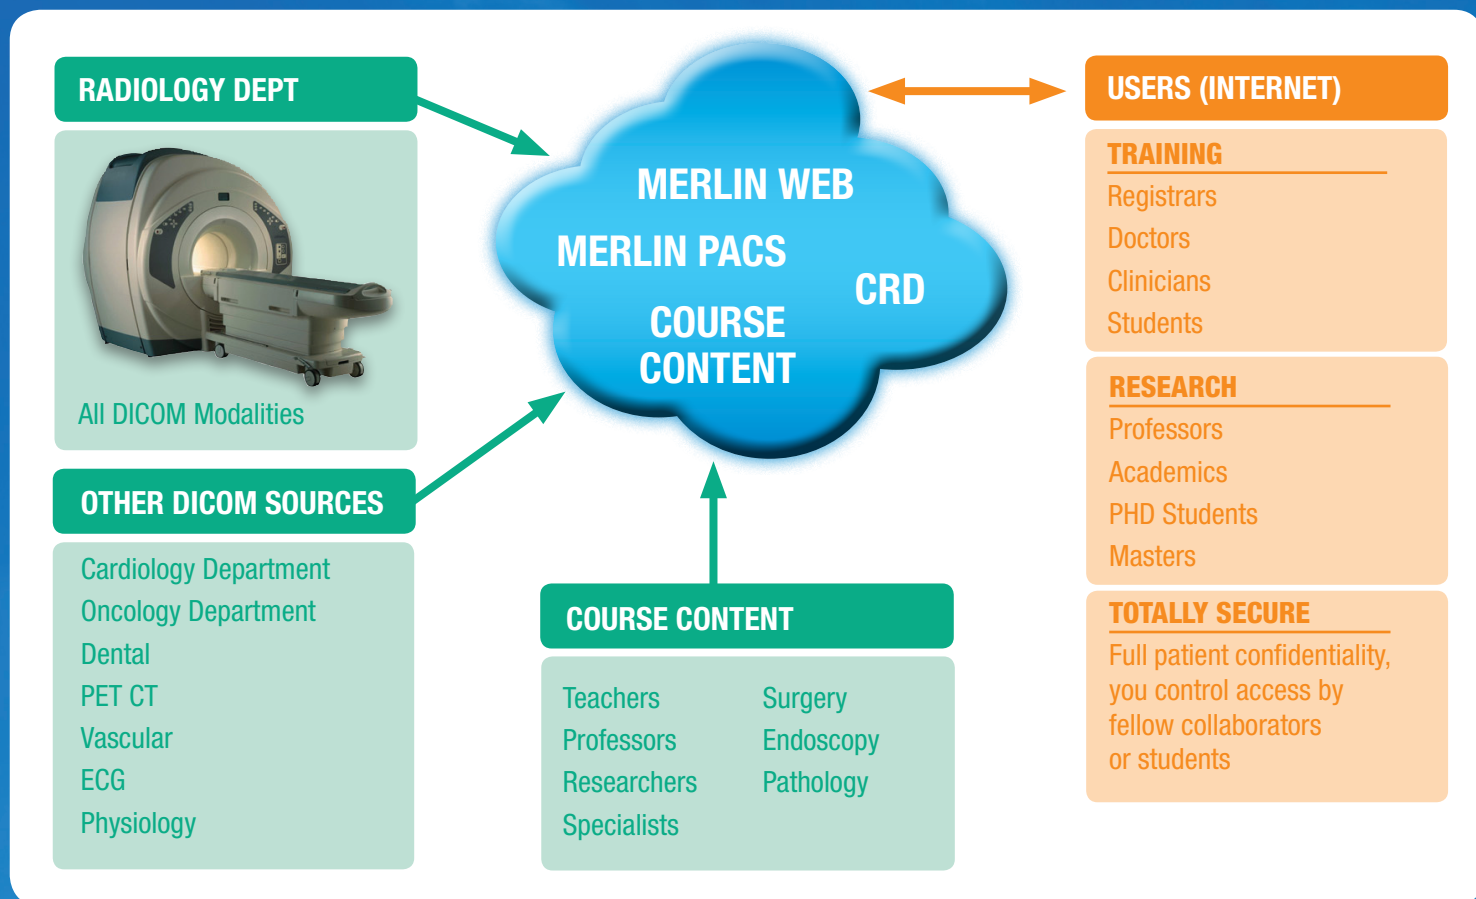 RADIOLOGY DEPT
All DICOM Modalities
OTHER DICOM SOURCES
Cardiology Department
Oncology Department
Dental
PET CT
Vascular
ECG
Physiology
MERLIN WEB
MERLIN PACS
CRD
COURSE
CONTENT
COURSE CONTENT
Teachers
Professors
Researchers
Specialists
Surgery
Endoscopy
Pathology
USERS (INTERNET)
TRAINING
Registrars
Doctors
Clinicians
Students
RESEARCH
Professors
Academics
PHD Students
Masters
TOTALLY SECURE
Full patient confidentiality,
you control access by
fellow collaborators
or students